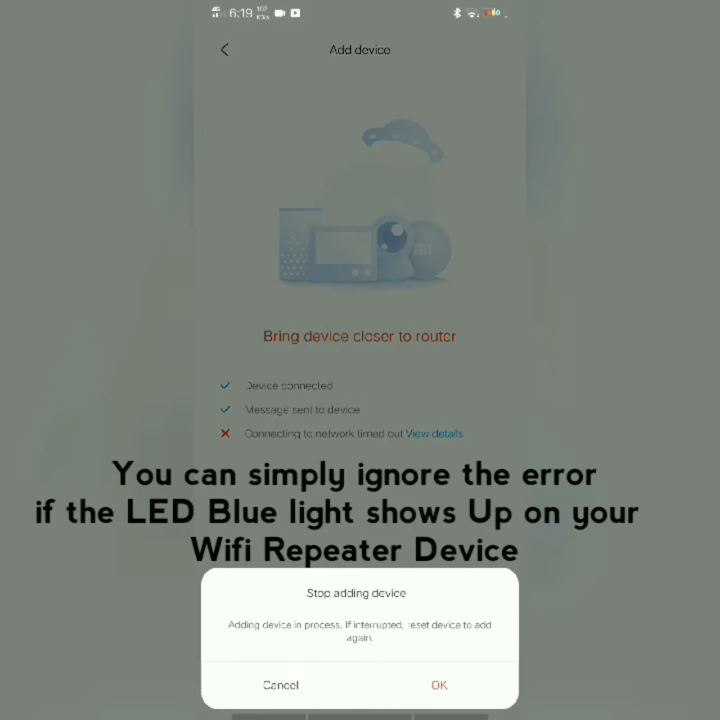 6:19
Add device
mi
Bring device closer to router
Device connected
Message sent to device
Connecting to network timed out View details
You can simply ignore the error
if the LED Blue light shows Up on your
Wifi Repeater Device
Stop adding device
Adding device in process. If interrupted, reset device to add
again.
Cancel OK